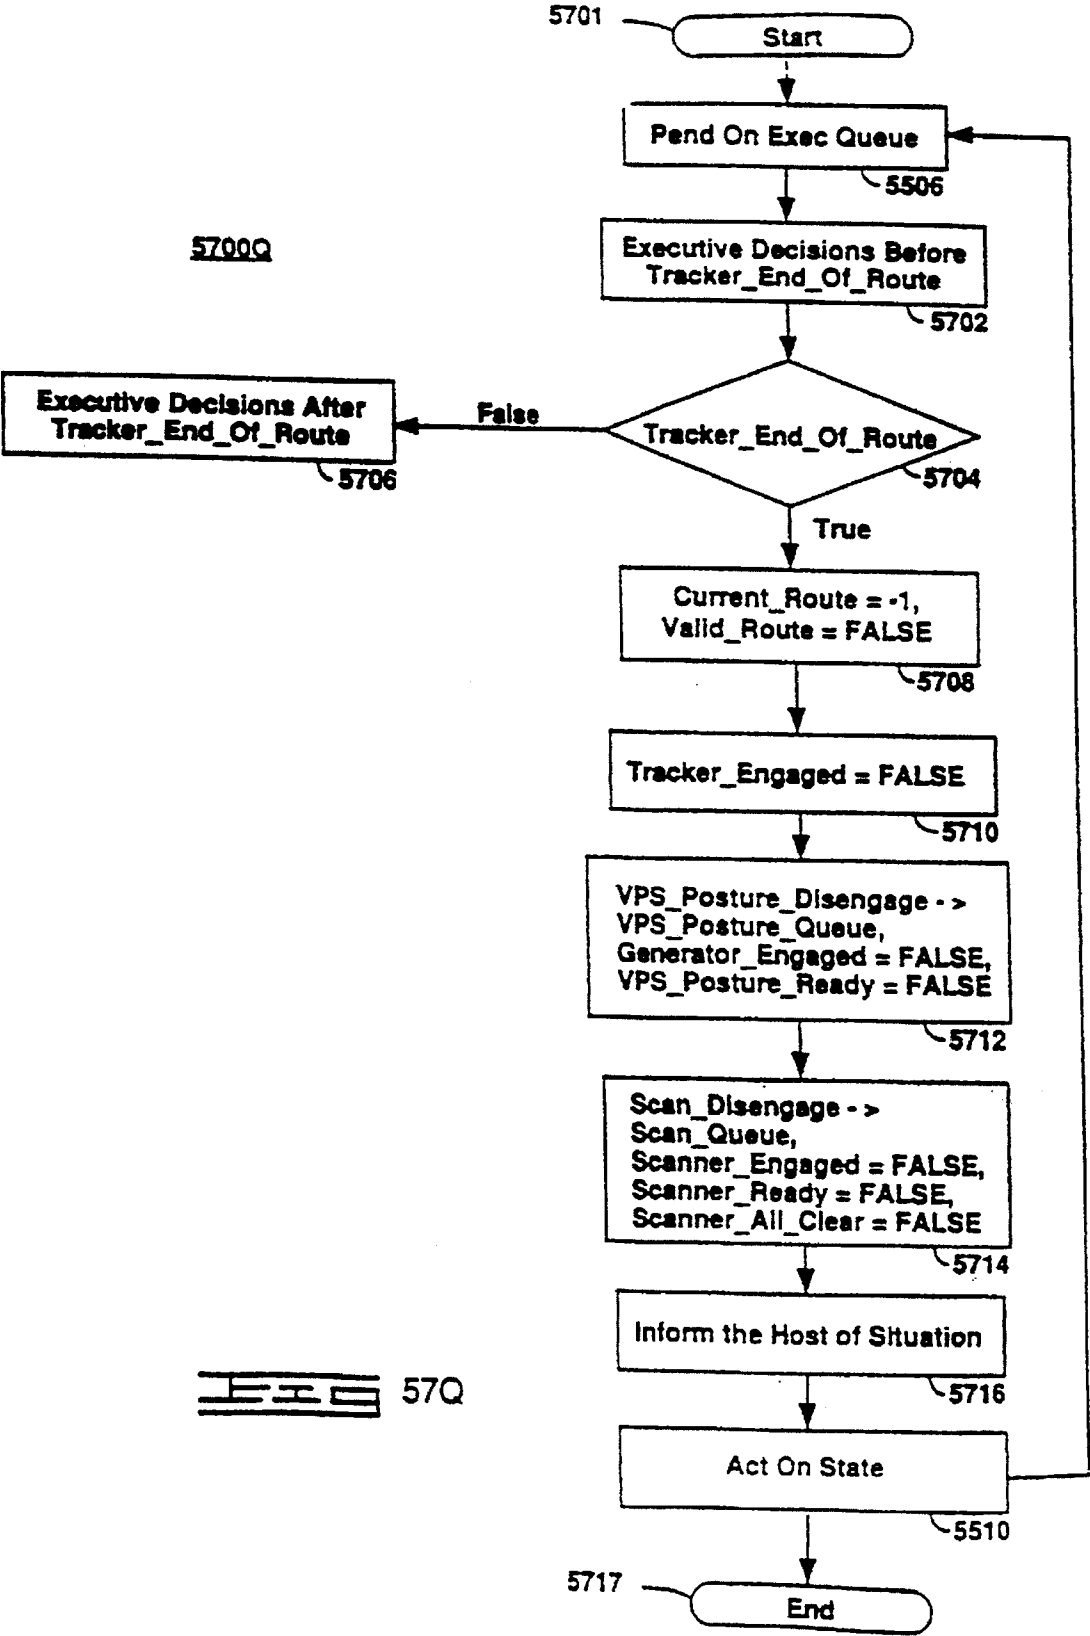 5701
Start
Pend On Exec Queue
5506
5700Q
Executive Decisions Before
Tracker_End_Of_Route
5702
Executive Decisions After
Tracker_End_Of_Route
5706
False
Tracker_End_Of_Route
5704
True
Current_Route = -1,
Valid_Route = FALSE
5708
Tracker_Engaged = FALSE
5710
VPS_Posture_Disengage - >
VPS_Posture_Queue,
Generator_Engaged = FALSE,
VPS_Posture_Ready = FALSE
5712
Scan_Disengage - >
Scan_Queue,
Scanner_Engaged = FALSE,
Scanner_Ready = FALSE,
Scanner_All_Clear = FALSE
5714
Inform the Host of Situation
5716
FIG 57Q
Act On State
5510
5717
End